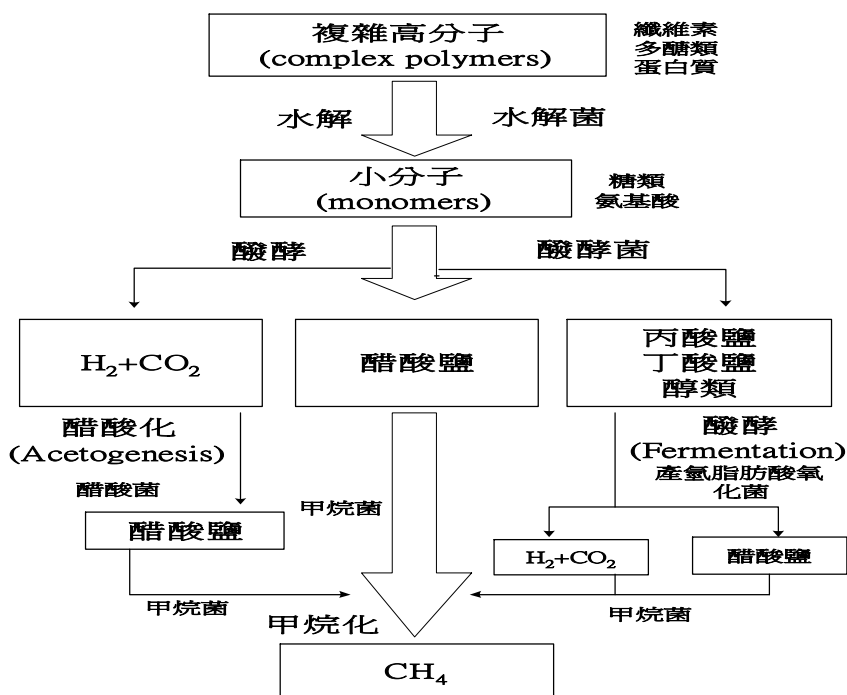 複雜高分子
(complex polymers)
纖維素
多醣類
蛋白質
水解
水解菌
小分子
(monomers)
糖類
氨基酸
醱酵
醱酵菌
H₂+CO₂
醋酸鹽
丙酸鹽
丁酸鹽
醇類
醋酸化
(Acetogenesis)
醋酸菌
醱酵
(Fermentation)
產氫脂肪酸氧
化菌
甲烷菌
醋酸鹽
H₂+CO₂
醋酸鹽
甲烷菌
甲烷菌
甲烷化
CH₄